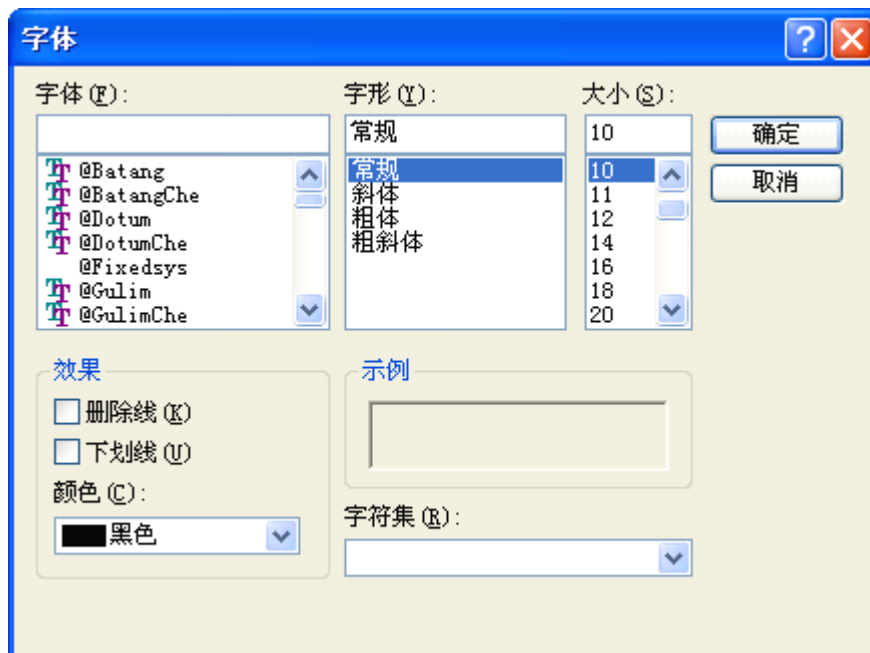 字体
字体(F):
字形(Y):
大小(S):
常规
10
确定
取消
@Batang
@BatangChe
@Dotum
@DotumChe
@Fixedsys
@Gulim
@GulimChe
常规
斜体
粗体
粗斜体
10
11
12
14
16
18
20
效果
删除线(K)
下划线(U)
颜色(C):
黑色
示例
字符集(R):